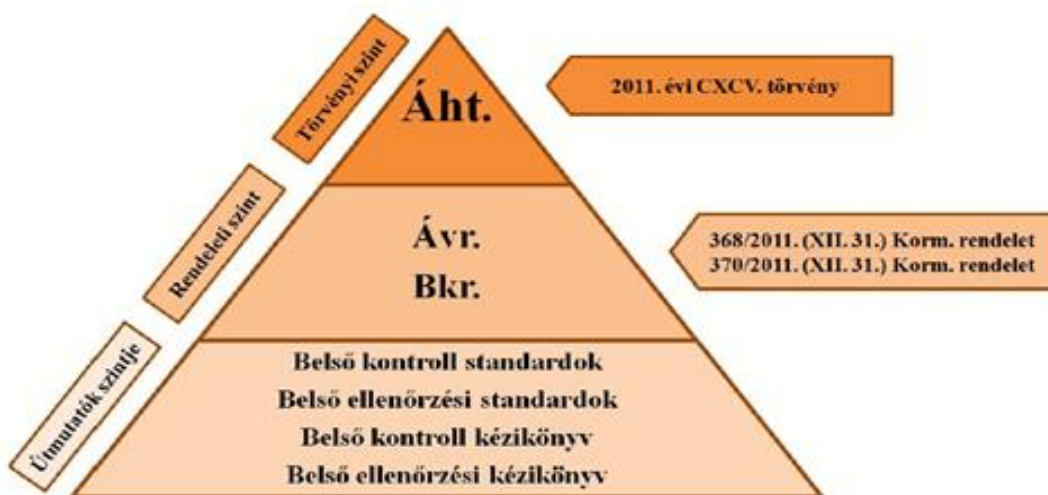 Törvényi szint
Áht.
2011. évi CXCV. törvény
Rendeleti szint
Ávr.
Bkr.
368/2011. (XII. 31.) Korm. rendelet
370/2011. (XII. 31.) Korm. rendelet
Útmutatók szintje
Belső kontroll standardok
Belső ellenőrzési standardok
Belső kontroll kézikönyv
Belső ellenőrzési kézikönyv